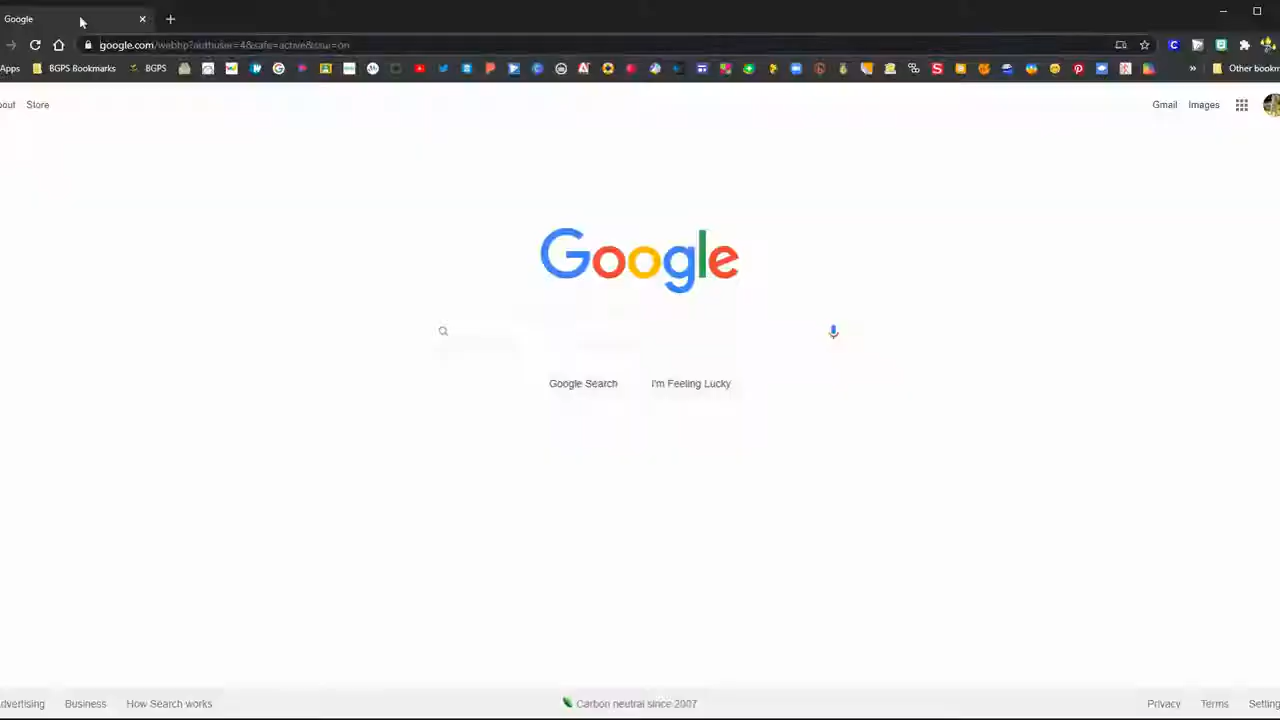 Google
google.com/webhp?authuser=4&safe=active&ssui=on
Apps BGPS Bookmarks BGPS Other bookm
out Store Gmail Images
Google
Google Search I'm Feeling Lucky
dvertising Business How Search works Carbon neutral since 2007 Privacy Terms Setting